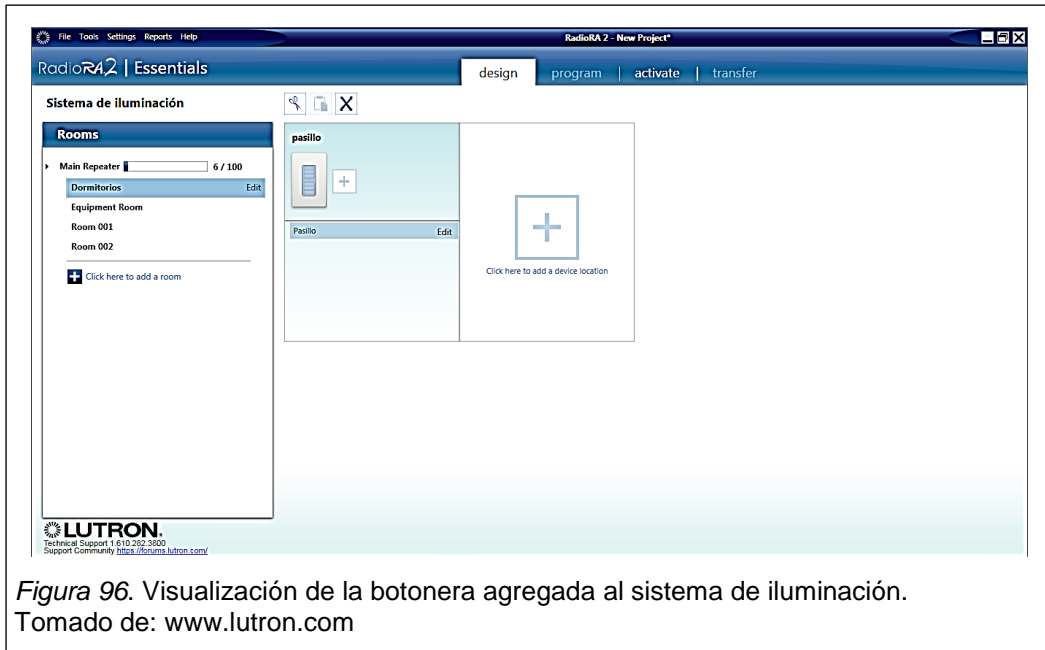 File Tools Settings Reports Help
RadioRA 2 - New Project*
RadioRA2 | Essentials
design program | activate | transfer
Sistema de iluminación
Rooms
Main Repeater 6 / 100
Dormitorios Edit
Equipment Room
Room 001
Room 002
Click here to add a room
pasillo
Pasillo Edit
Click here to add a device location
LUTRON.
Technical Support 1.610.282.3800
Support Community https://forums.lutron.com/
Figura 96. Visualización de la botonera agregada al sistema de iluminación.
Tomado de: www.lutron.com